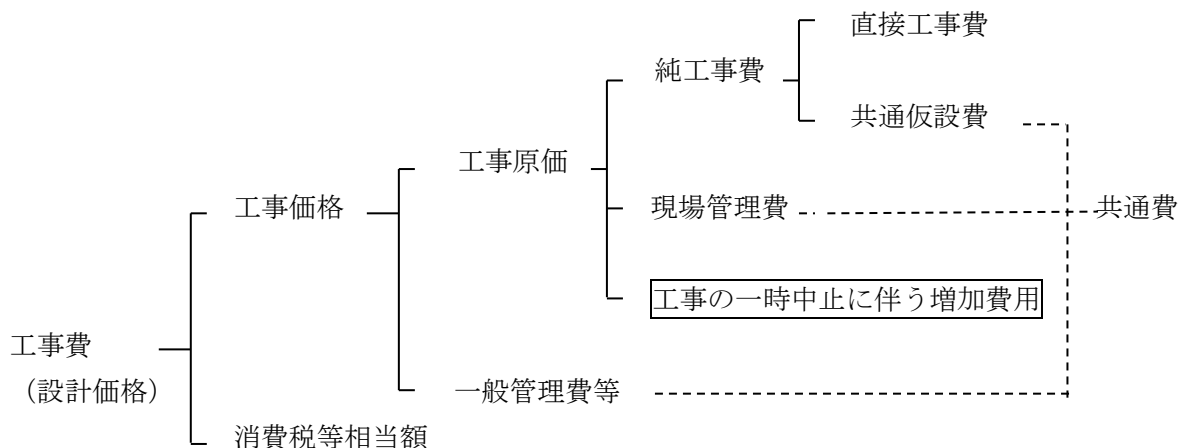 直接工事費
純工事費
共通仮設費
工事原価
工事価格
現場管理費
共通費
工事の一時中止に伴う増加費用
工事費
（設計価格）
一般管理費等
消費税等相当額